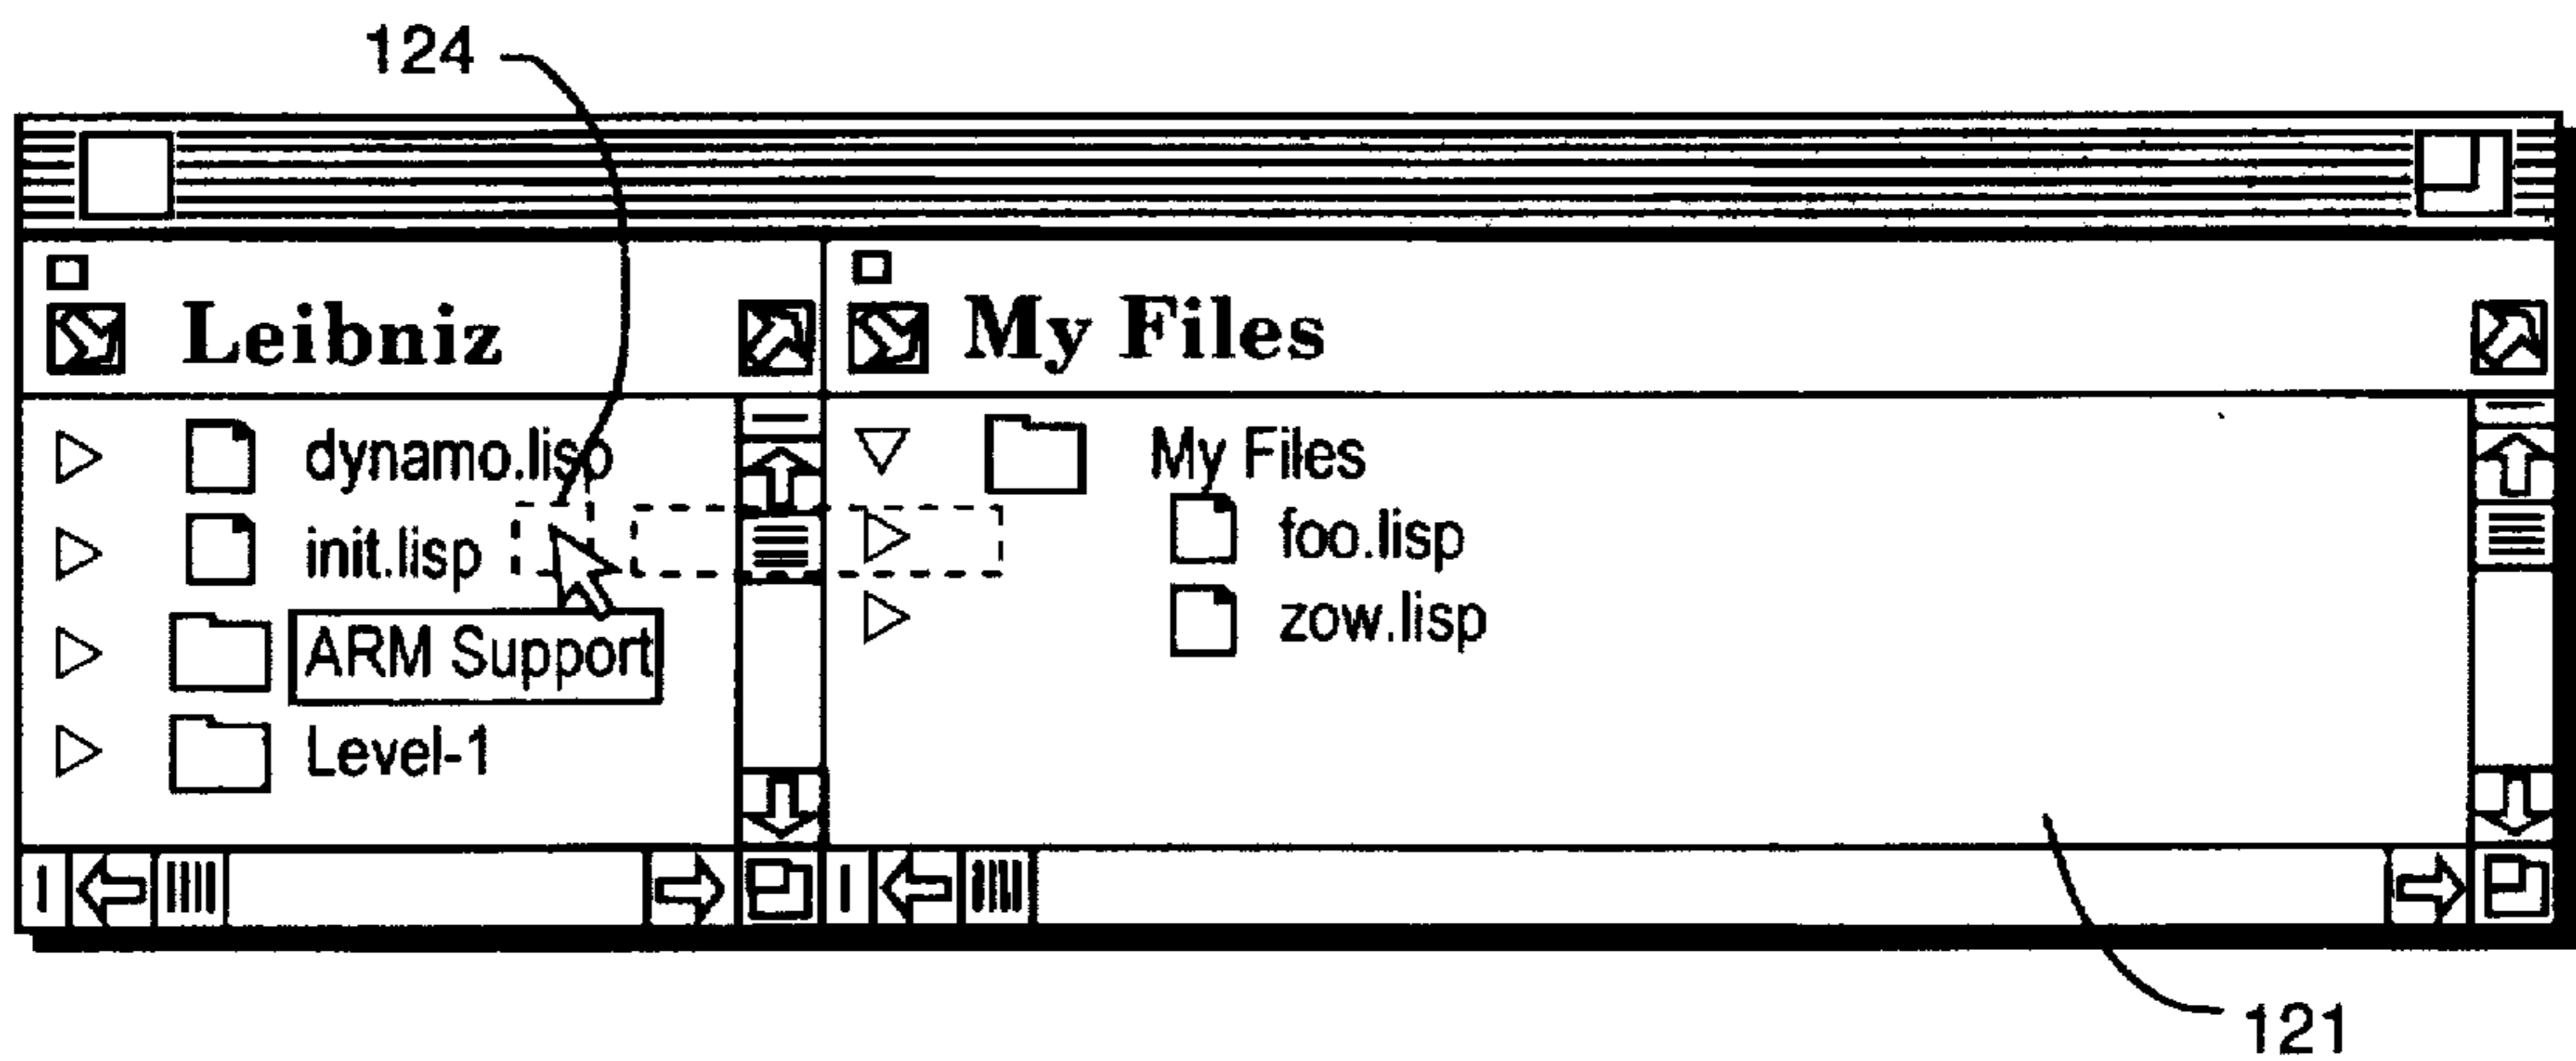 124
Leibniz
My Files
dynamo.lisp
init.lisp
ARM Support
Level-1
My Files
foo.lisp
zow.lisp
121